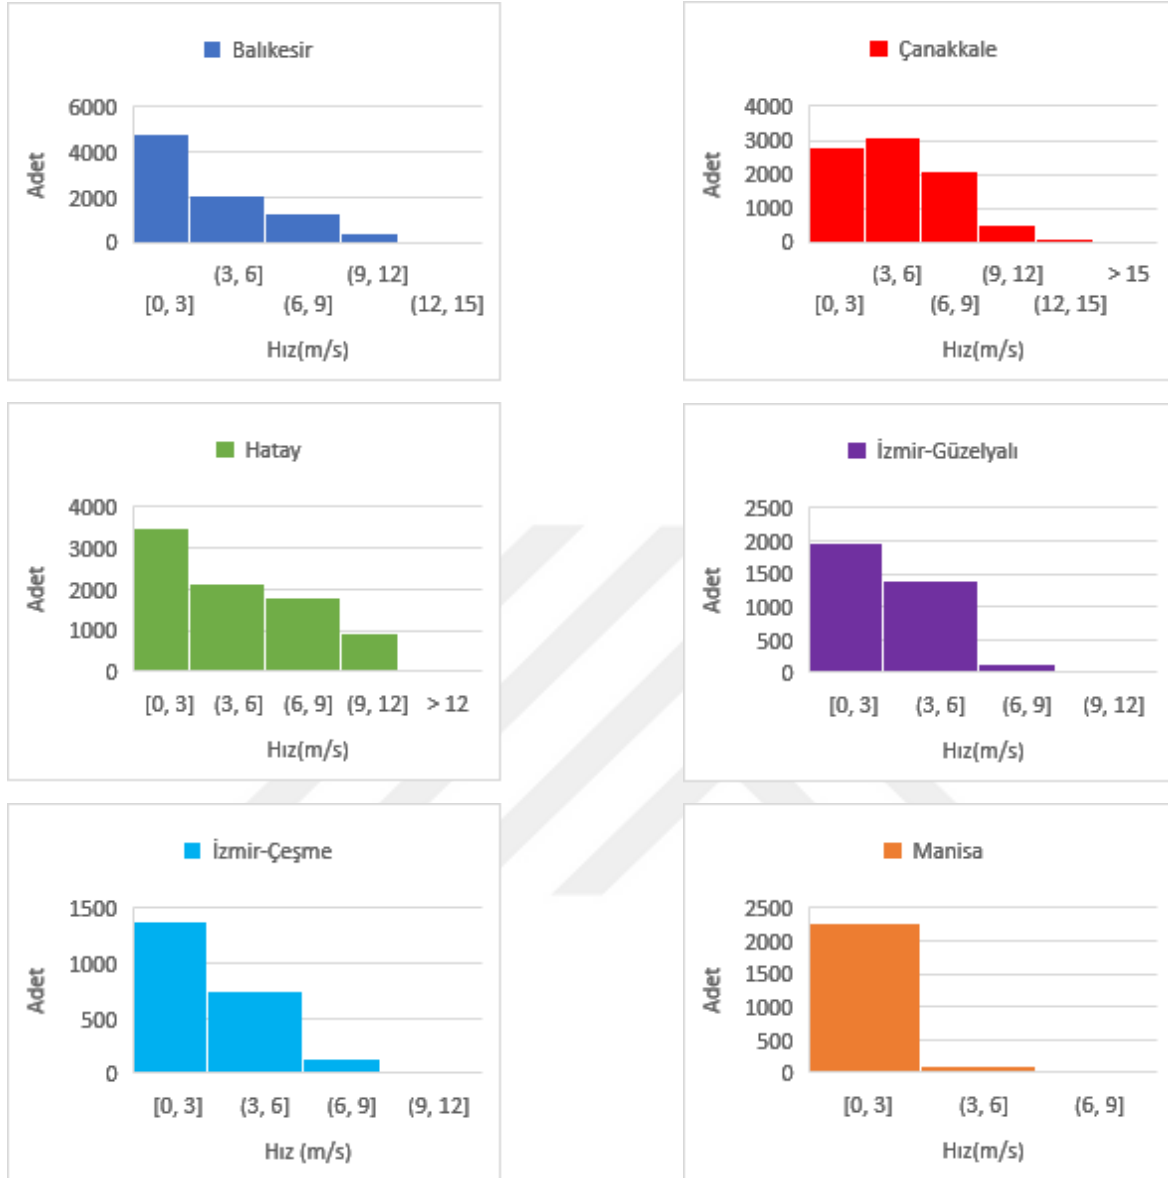 Balıkesir
6000
4000
2000
0
Adet
(3, 6] (9, 12]
[0, 3] (6, 9] (12, 15]
Hız(m/s)
Çanakkale
4000
3000
2000
1000
0
Adet
(3, 6] (9, 12] > 15
[0, 3] (6, 9] (12, 15]
Hız(m/s)
Hatay
4000
3000
2000
1000
0
Adet
[0, 3] (3, 6] (6, 9] (9, 12] > 12
Hız(m/s)
İzmir-Güzelyalı
2500
2000
1500
1000
500
0
Adet
[0, 3] (3, 6] (6, 9] (9, 12]
Hız(m/s)
İzmir-Çeşme
1500
1000
500
0
Adet
[0, 3] (3, 6] (6, 9] (9, 12]
Hız (m/s)
Manisa
2500
2000
1500
1000
500
0
Adet
[0, 3] (3, 6] (6, 9]
Hız(m/s)